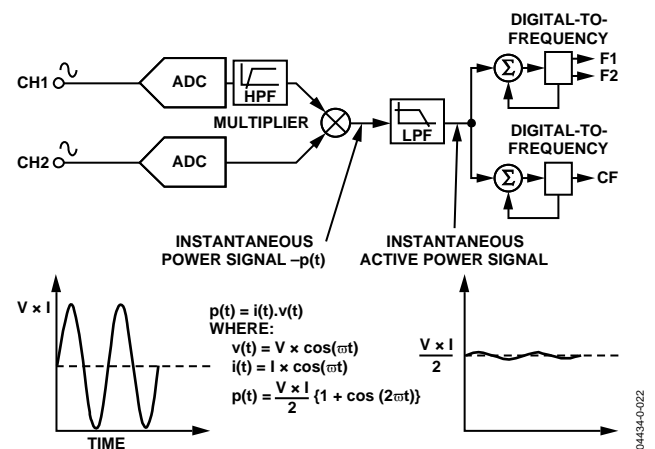 DIGITAL-TO-
FREQUENCY
CH1
ADC
HPF
Σ
F1
F2
MULTIPLIER
LPF
CH2
ADC
DIGITAL-TO-
FREQUENCY
Σ
CF
INSTANTANEOUS
POWER SIGNAL –p(t)
INSTANTANEOUS
ACTIVE POWER SIGNAL
V × I
TIME
p(t) = i(t).v(t)
WHERE:
v(t) = V × cos(ϖt)
i(t) = I × cos(ϖt)
p(t) = V × I / 2 {1 + cos (2ϖt)}
V × I
2
04434-0-022